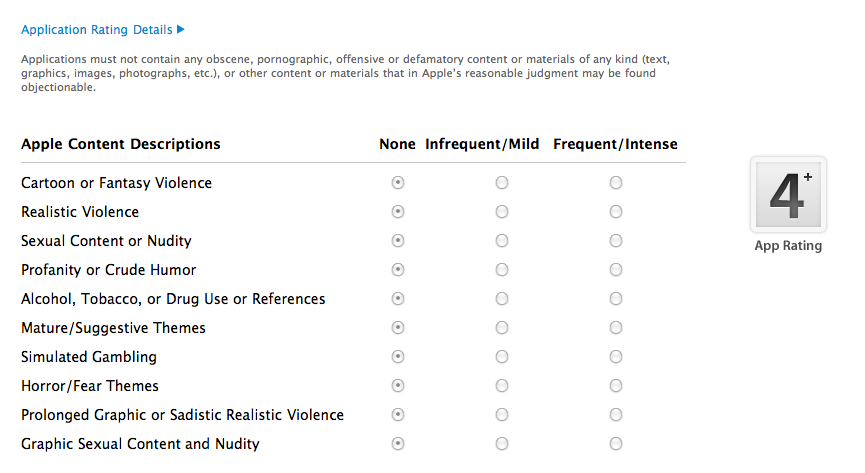 Application Rating Details ▶
Applications must not contain any obscene, pornographic, offensive or defamatory content or materials of any kind (text,
graphics, images, photographs, etc.), or other content or materials that in Apple's reasonable judgment may be found
objectionable.
Apple Content Descriptions None Infrequent/Mild Frequent/Intense
Cartoon or Fantasy Violence
Realistic Violence
Sexual Content or Nudity
Profanity or Crude Humor
Alcohol, Tobacco, or Drug Use or References
Mature/Suggestive Themes
Simulated Gambling
Horror/Fear Themes
Prolonged Graphic or Sadistic Realistic Violence
Graphic Sexual Content and Nudity
4+
App Rating